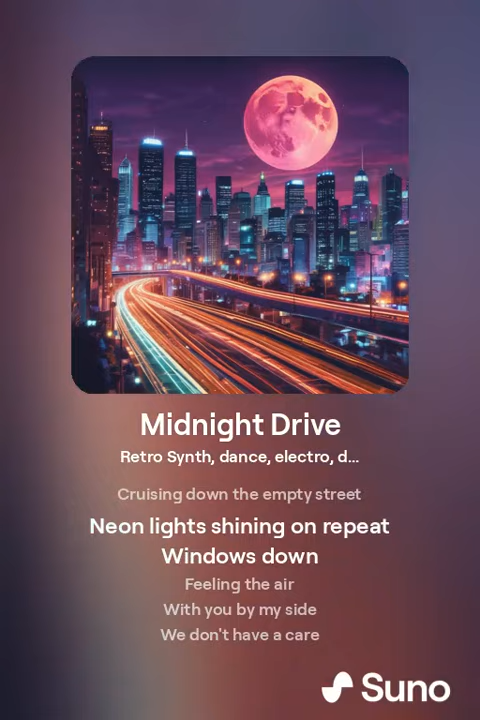 Midnight Drive
Retro Synth, dance, electro, d...
Cruising down the empty street
Neon lights shining on repeat
Windows down
Feeling the air
With you by my side
We don't have a care
Suno